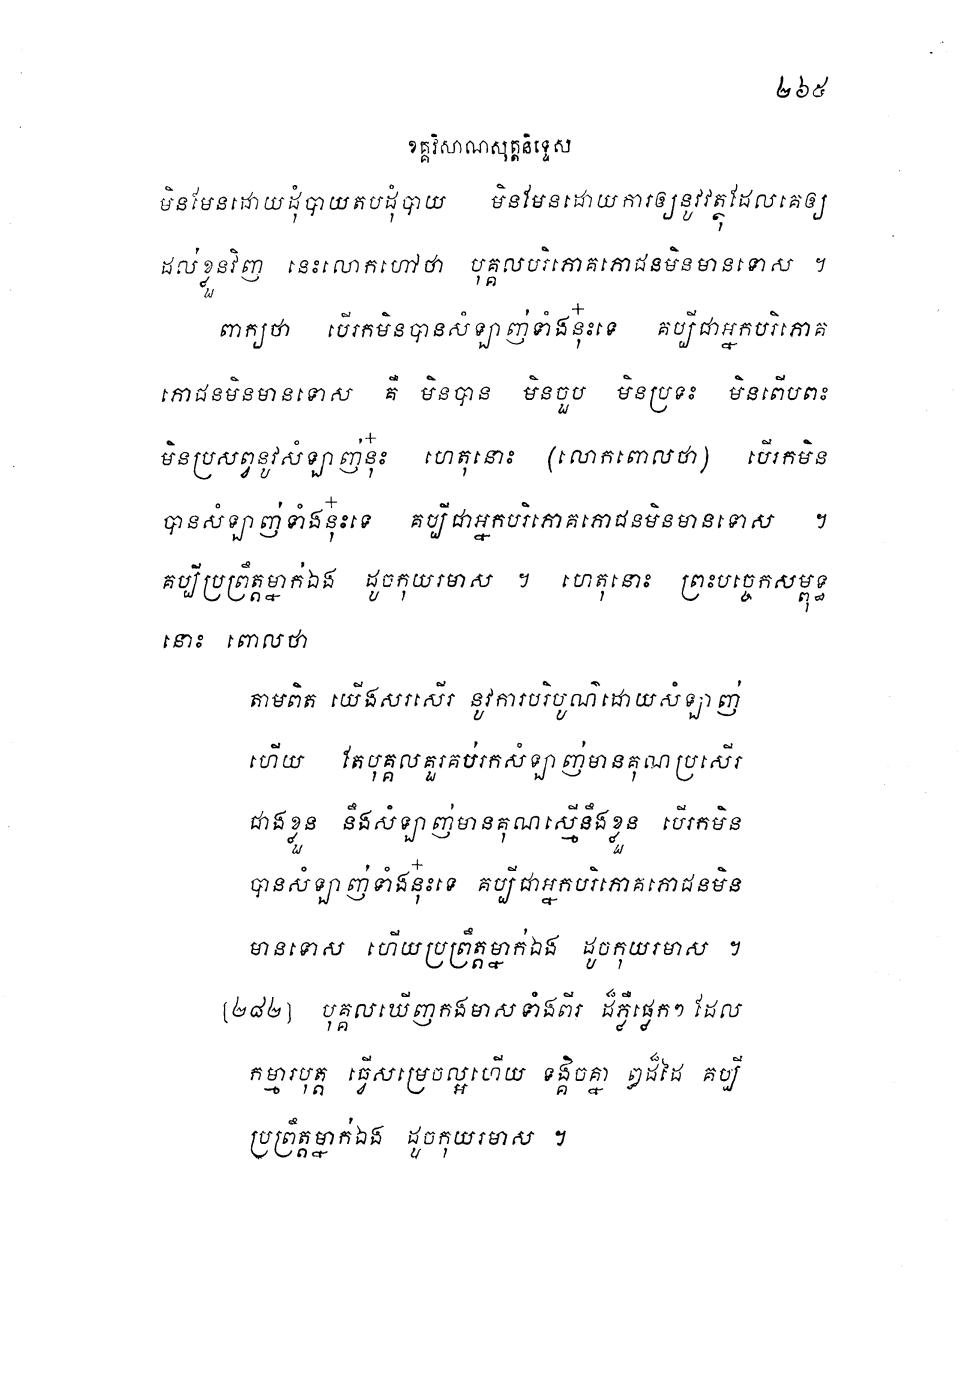 ២៦៥
ខគ្គវិសាណសុត្តនិទ្ទេស
មិនមែនដោយដុំបាយតបដុំបាយ មិនមែនដោយការឲ្យនូវវត្ថុដែលគេឲ្យ
ដល់ខ្លួនវិញ នេះលោកហៅថា បុគ្គលបរិភោគភោជនមិនមានទោស ។
ពាក្យថា បើរកមិនបានសំឡាញ់ទាំងនុ៎ះទេ គប្បីជាអ្នកបរិភោគ
ភោជនមិនមានទោស គឺ មិនបាន មិនចួប មិនប្រទះ មិនពើបពះ
មិនប្រសព្វនូវសំឡាញ់នុ៎ះ ហេតុនោះ (លោកពោលថា) បើរកមិន
បានសំឡាញ់ទាំងនុ៎ះទេ គប្បីជាអ្នកបរិភោគភោជនមិនមានទោស ។
គប្បីប្រព្រឹត្តម្នាក់ឯង ដូចកុយរមាស ។ ហេតុនោះ ព្រះបច្ចេកសម្ពុទ្ធ
នោះ ពោលថា
តាមពិត យើងសរសើរ នូវការបរិបូណ៌ដោយសំឡាញ់
ហើយ តែបុគ្គលគួរគប់រកសំឡាញ់មានគុណប្រសើរ
ជាងខ្លួន នឹងសំឡាញ់មានគុណស្មើនឹងខ្លួន បើរកមិន
បានសំឡាញ់ទាំងនុ៎ះទេ គប្បីជាអ្នកបរិភោគភោជនមិន
មានទោស ហើយប្រព្រឹត្តម្នាក់ឯង ដូចកុយរមាស ។
[២៨២] បុគ្គលឃើញកងមាសទាំងពីរ ដ៏ភ្លឺផ្លេកៗ ដែល
កម្មារបុត្ត ធ្វើសម្រេចល្អហើយ ទង្គិចគ្នា ឰដ៏ដៃ គប្បី
ប្រព្រឹត្តម្នាក់ឯង ដូចកុយរមាស ។